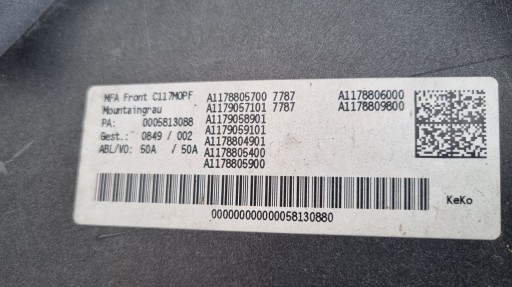 MFA Front C117MOPF A1178805700 7787 A1178806000
Mountaingrau A1179057101 7787 A1178809800
PA: 0005813088 A1179058901
Gest.: 0849 / 002 A1179059101
ABL/VO: 50A / 50A A1178804901
A1178805400
A1178805900
00000000000058130880
KeKo